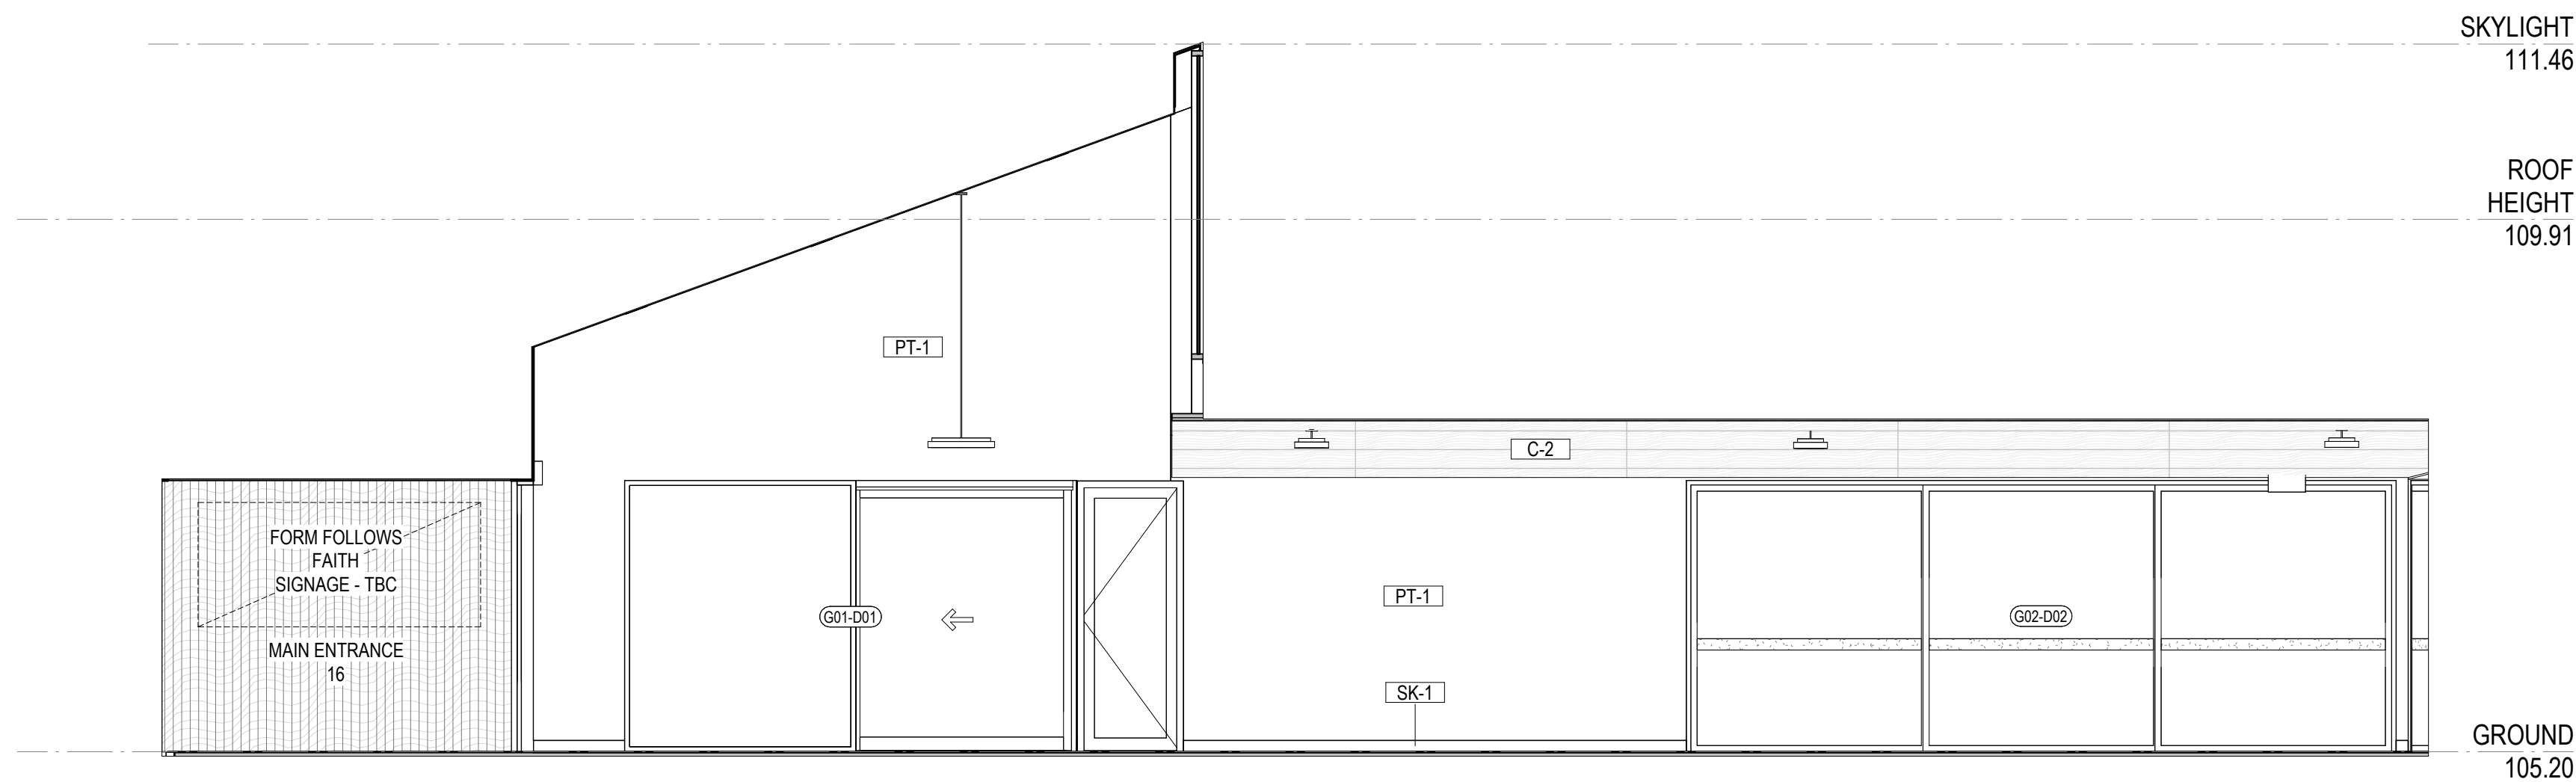 SKYLIGHT
111.46
ROOF
HEIGHT
109.91
PT-1
C-2
FORM FOLLOWS
FAITH
SIGNAGE - TBC
MAIN ENTRANCE
16
G01-D01
PT-1
SK-1
G02-D02
GROUND
105.20